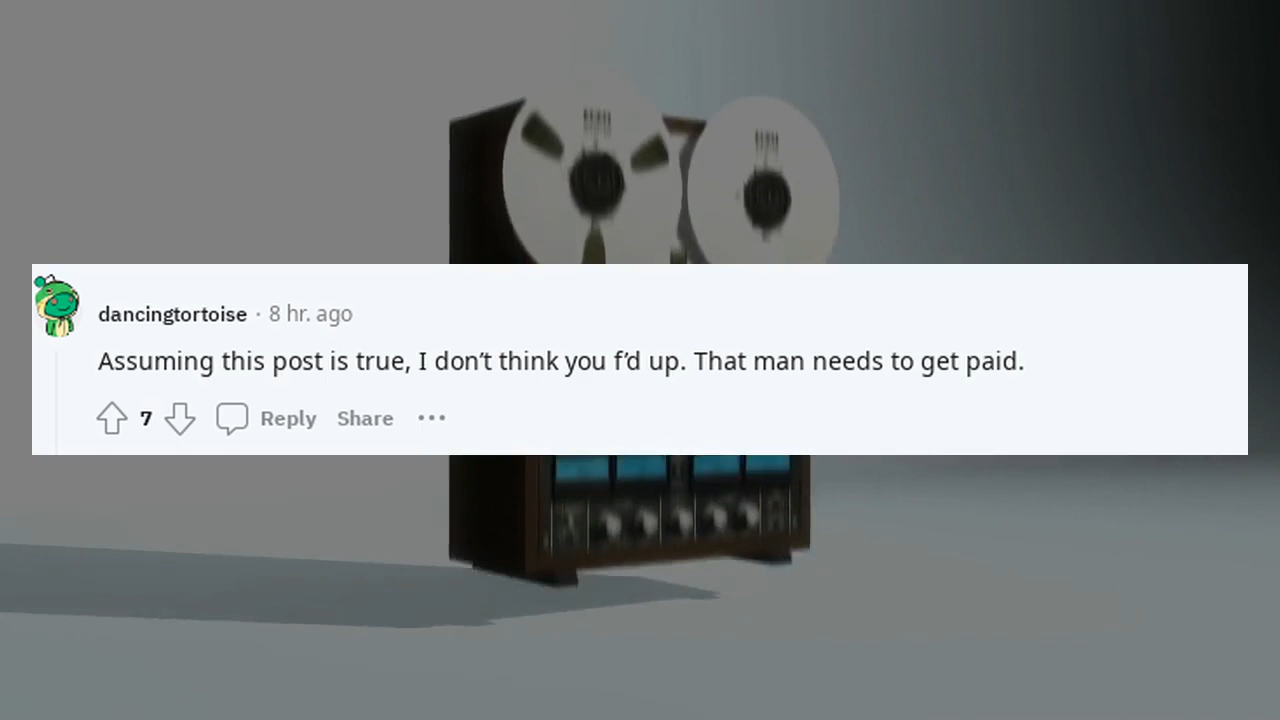 dancingtortoise · 8 hr. ago
Assuming this post is true, I don’t think you f’d up. That man needs to get paid.
7 Reply Share ···